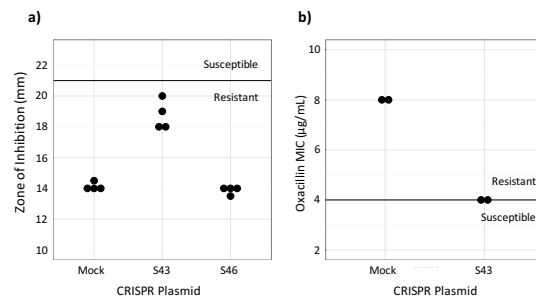 a)
Zone of Inhibition (mm)
22
20
18
16
14
12
10
Susceptible
Resistant
Mock
S43
S46
CRISPR Plasmid
b)
Oxacillin MIC (µg/mL)
10
8
6
4
2
Resistant
Susceptible
Mock
S43
CRISPR Plasmid